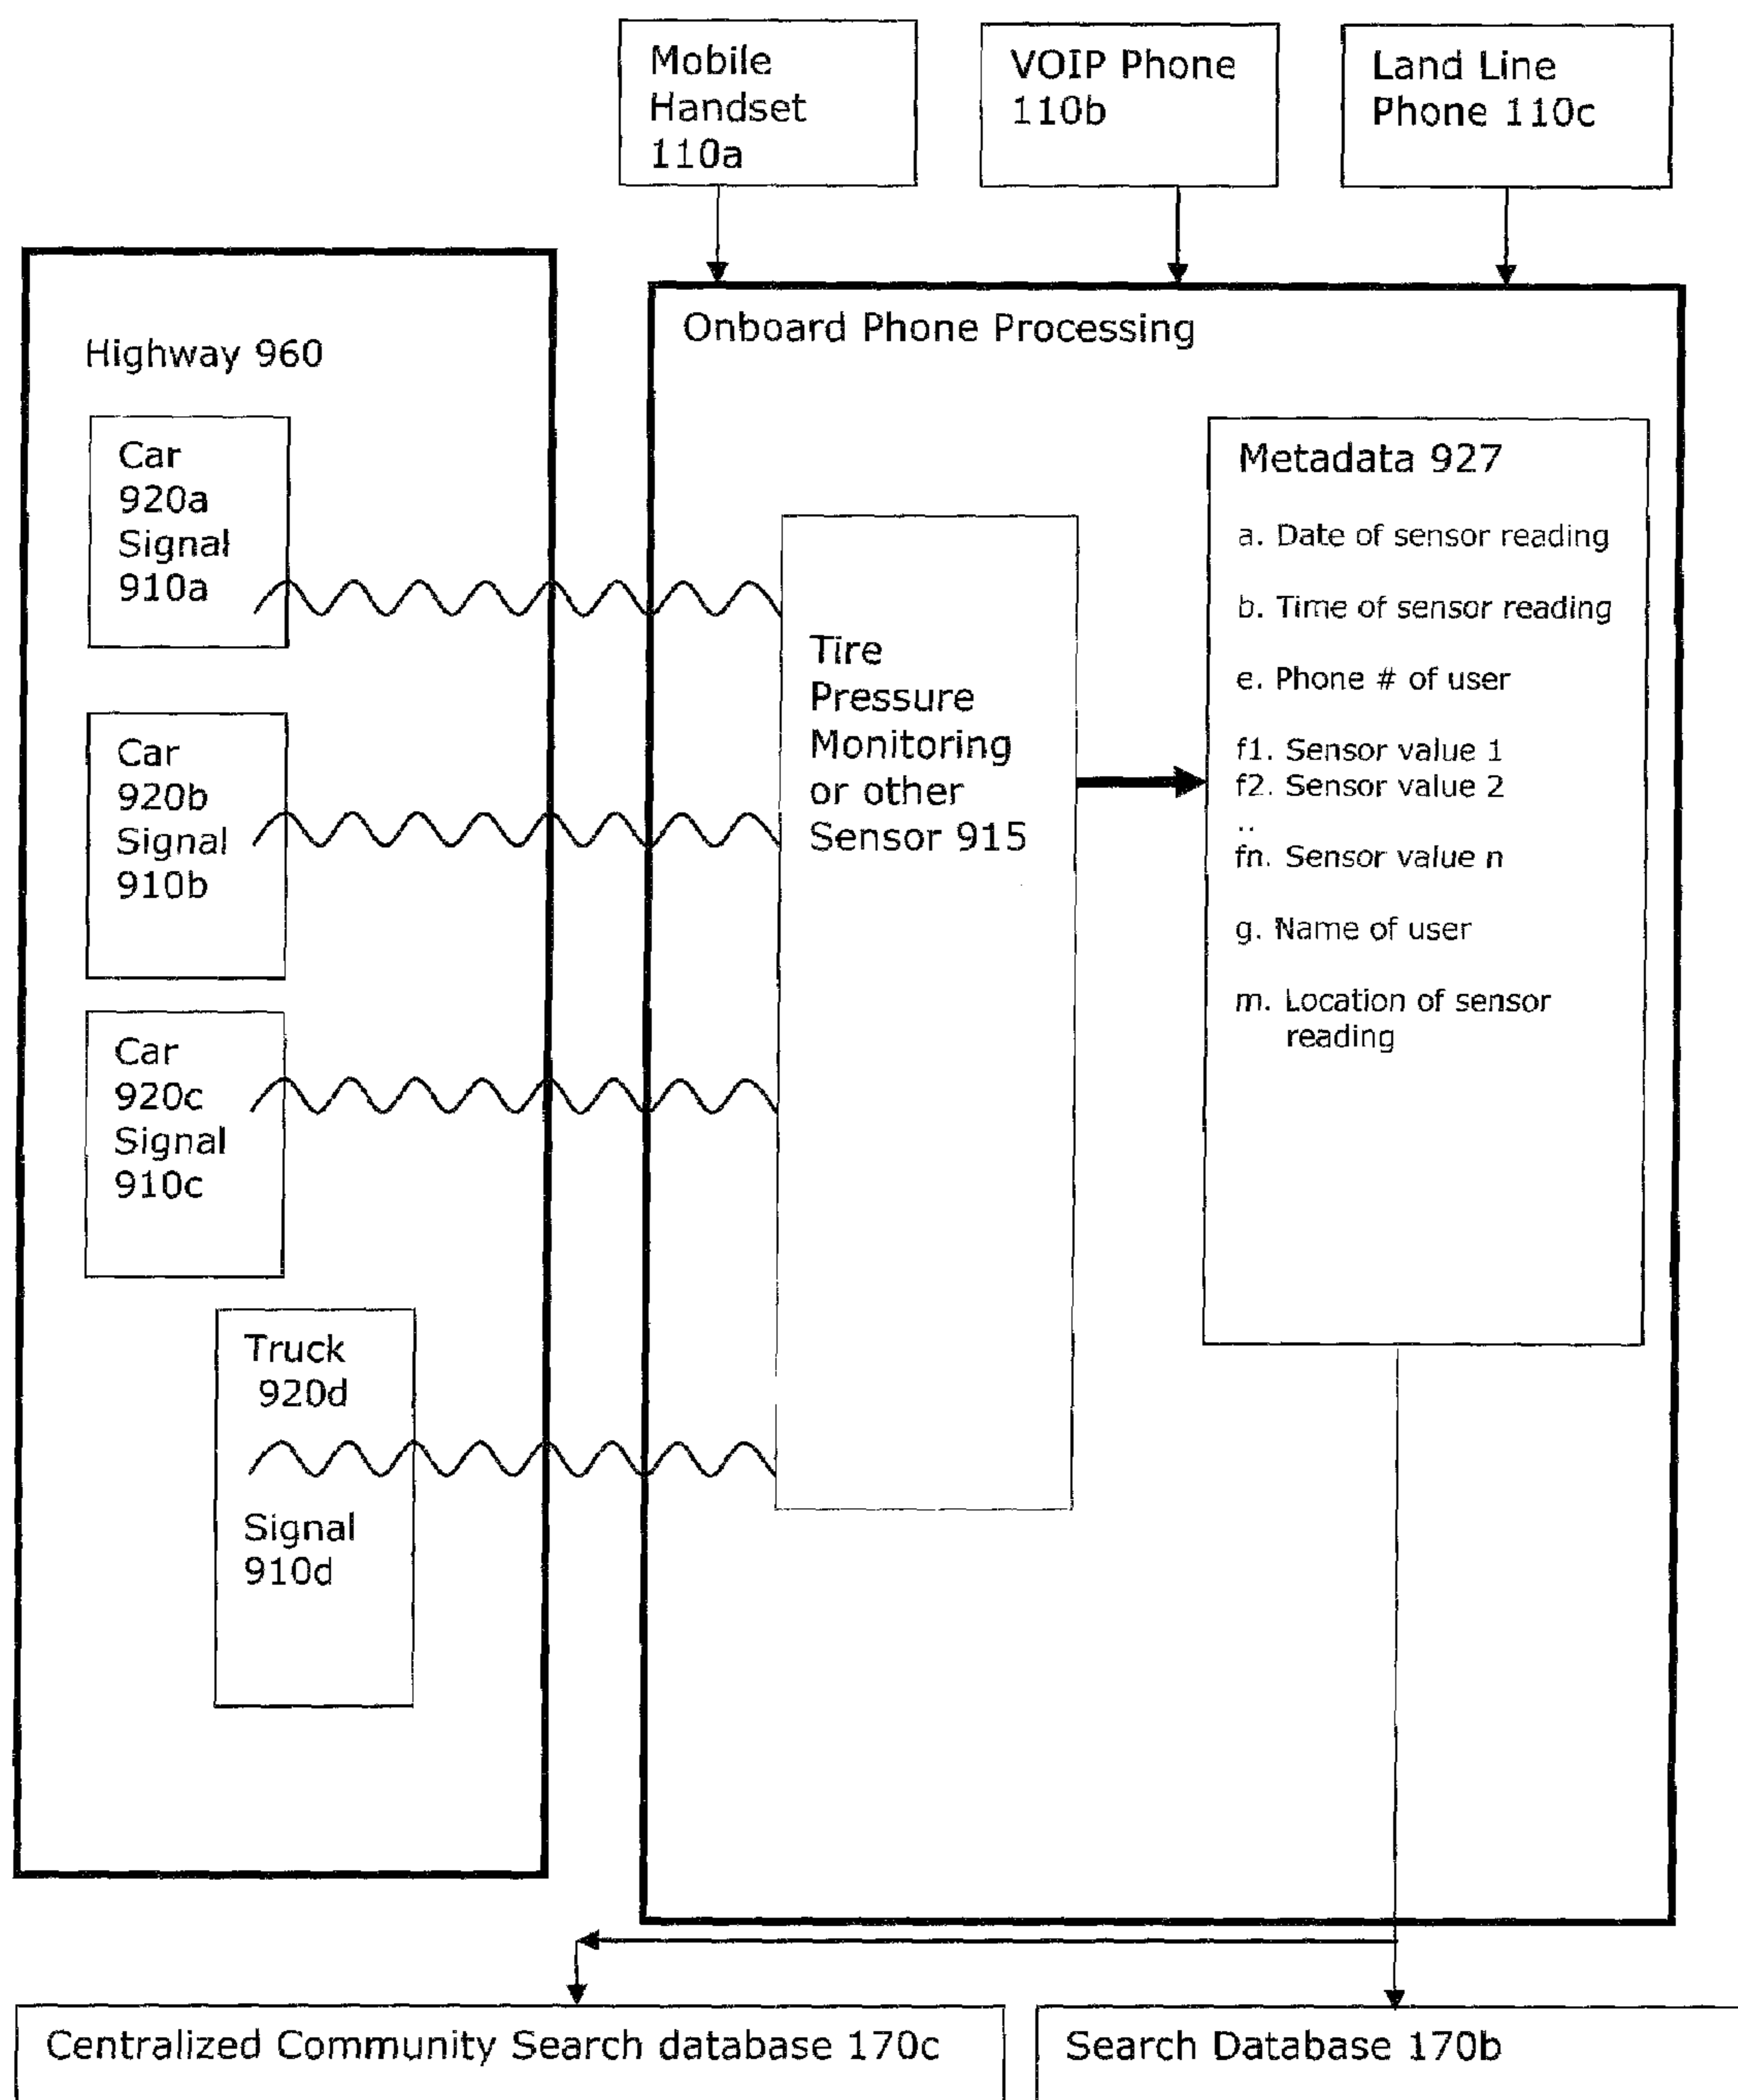 Mobile
Handset
110a
VOIP Phone
110b
Land Line
Phone 110c
Highway 960
Car
920a
Signal
910a
Car
920b
Signal
910b
Car
920c
Signal
910c
Truck
920d
Signal
910d
Onboard Phone Processing
Tire
Pressure
Monitoring
or other
Sensor 915
Metadata 927
a. Date of sensor reading
b. Time of sensor reading
e. Phone # of user
f1. Sensor value 1
f2. Sensor value 2
..
fn. Sensor value n
g. Name of user
m. Location of sensor
reading
Centralized Community Search database 170c
Search Database 170b